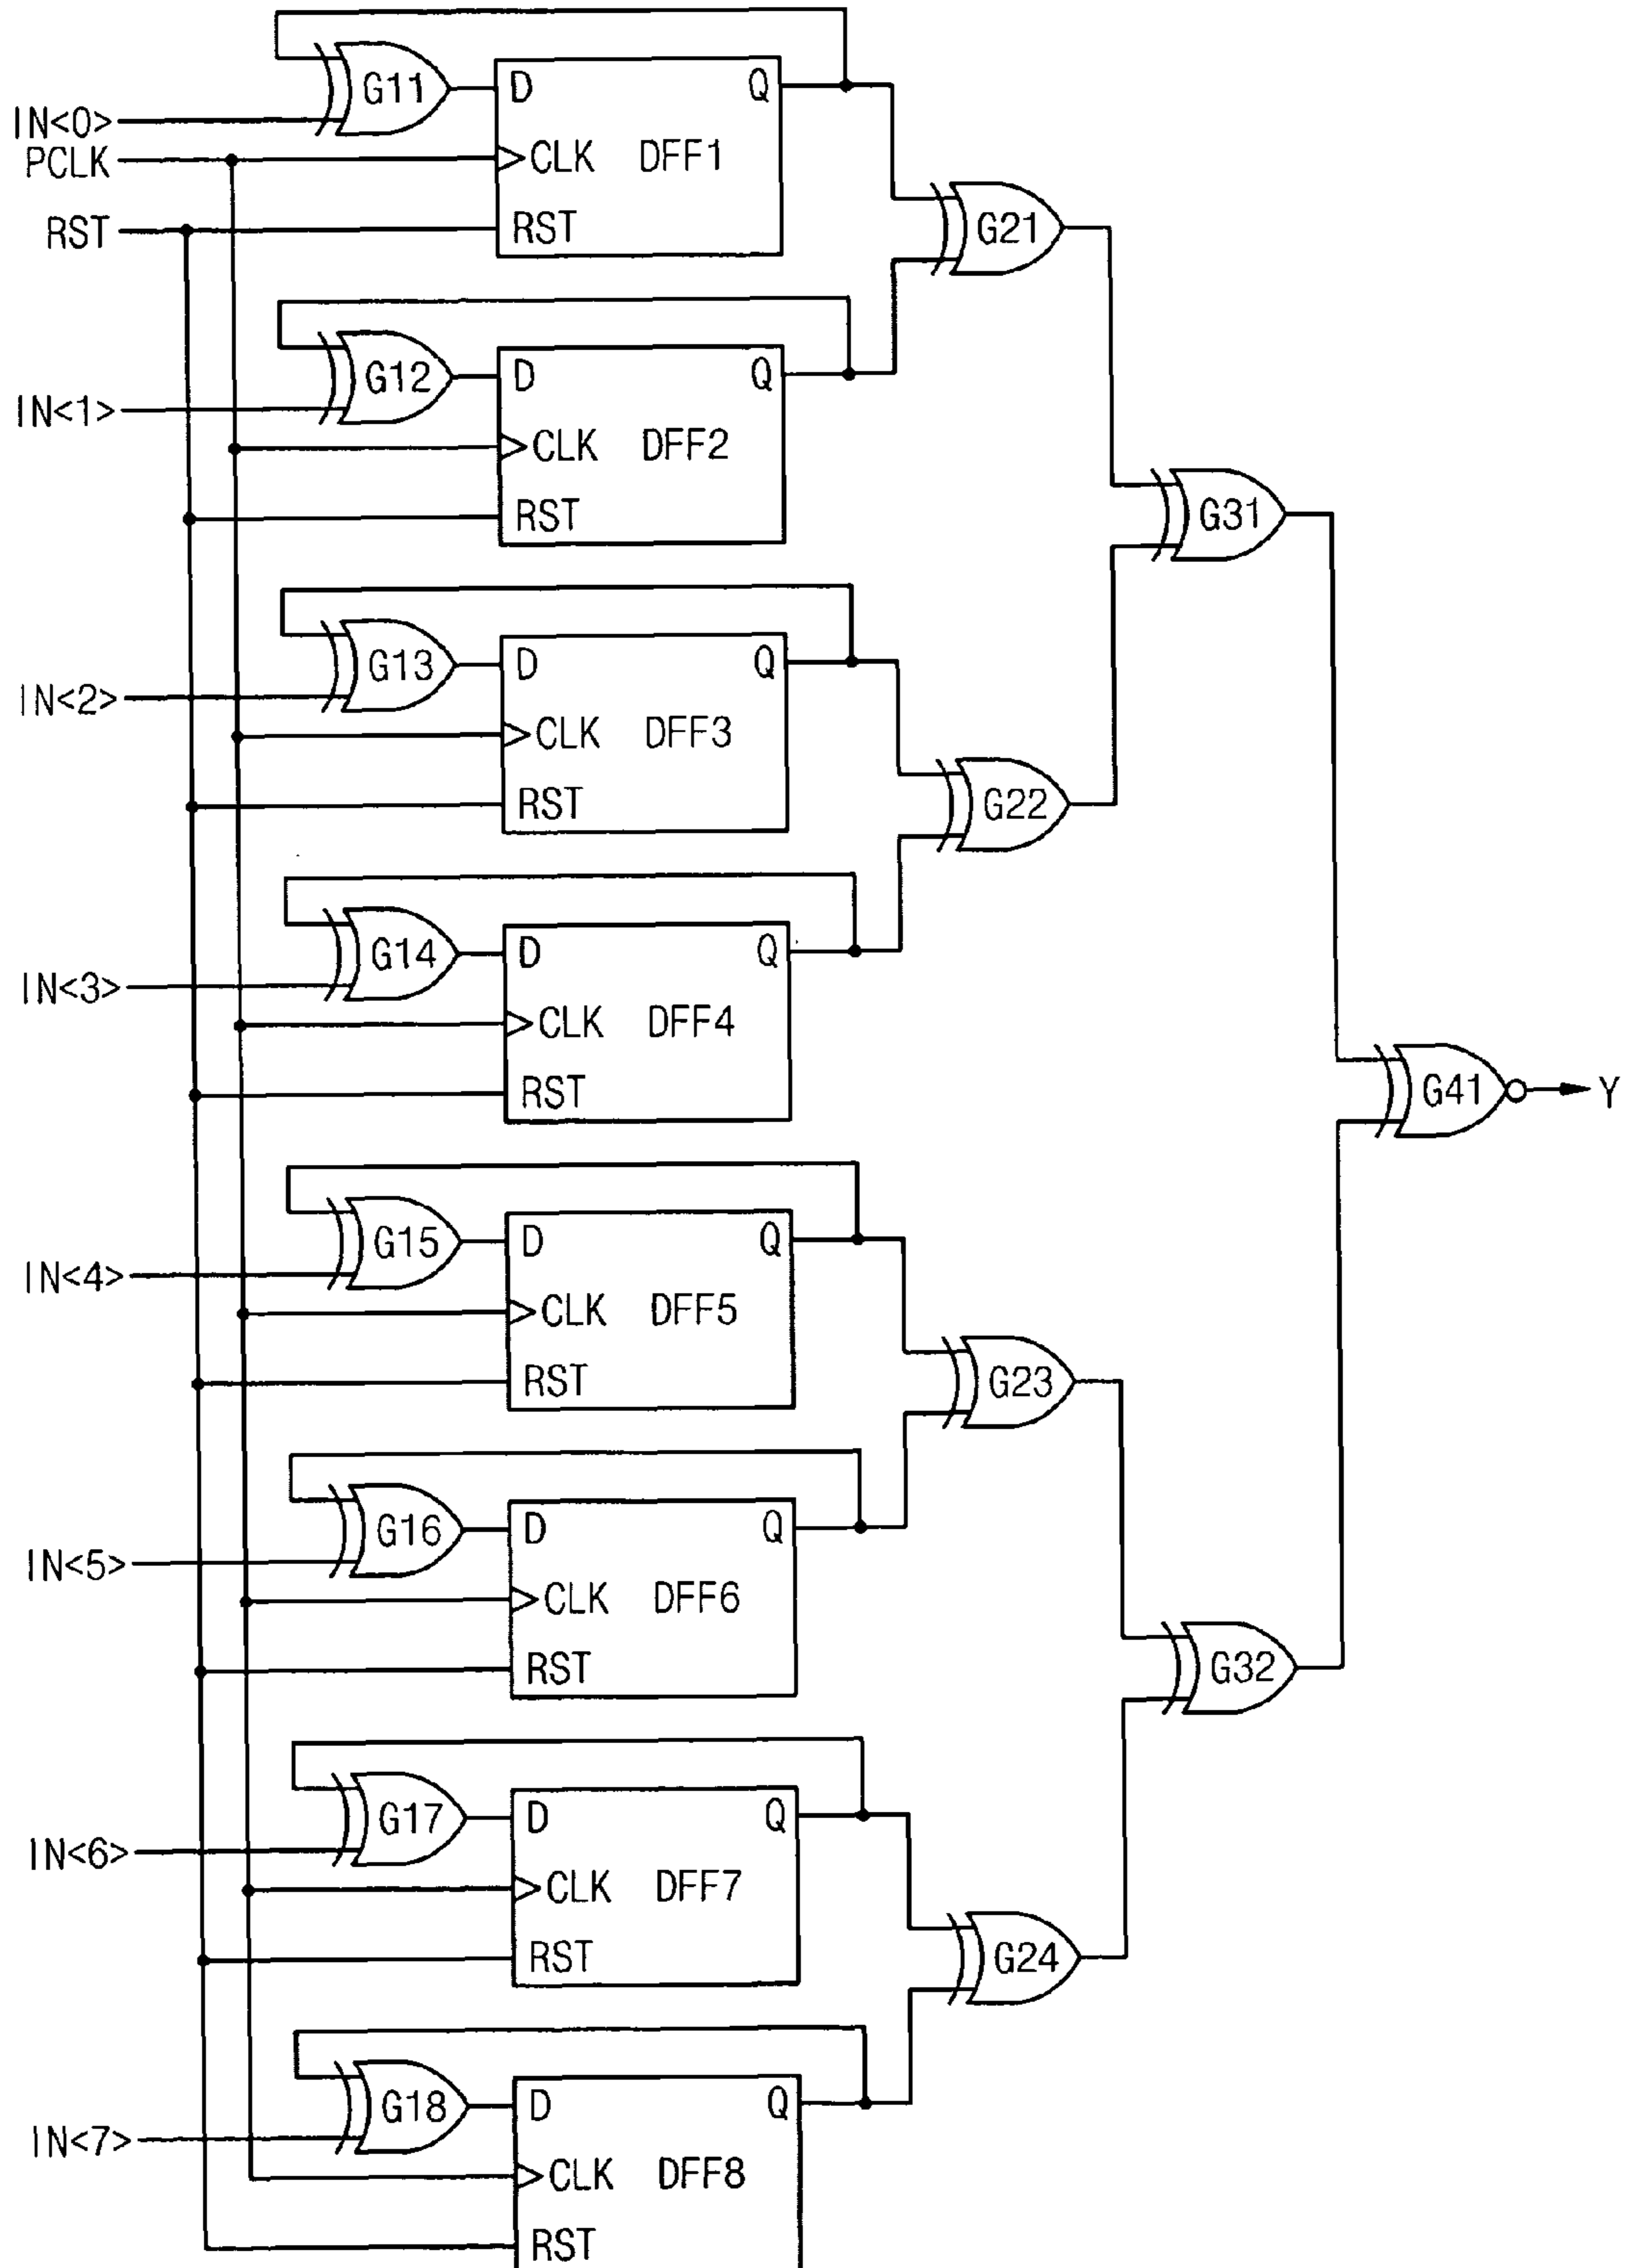 G11 D Q
IN<0>
PCLK CLK DFF1
RST RST
G21
G12 D Q
IN<1>
CLK DFF2
RST
G31
G13 D Q
IN<2>
CLK DFF3
RST G22
G14 D Q
IN<3>
CLK DFF4
RST
G41 Y
G15 D Q
IN<4>
CLK DFF5
RST G23
G16 D Q
IN<5>
CLK DFF6
RST G32
G17 D Q
IN<6>
CLK DFF7
RST G24
G18 D Q
IN<7>
CLK DFF8
RST